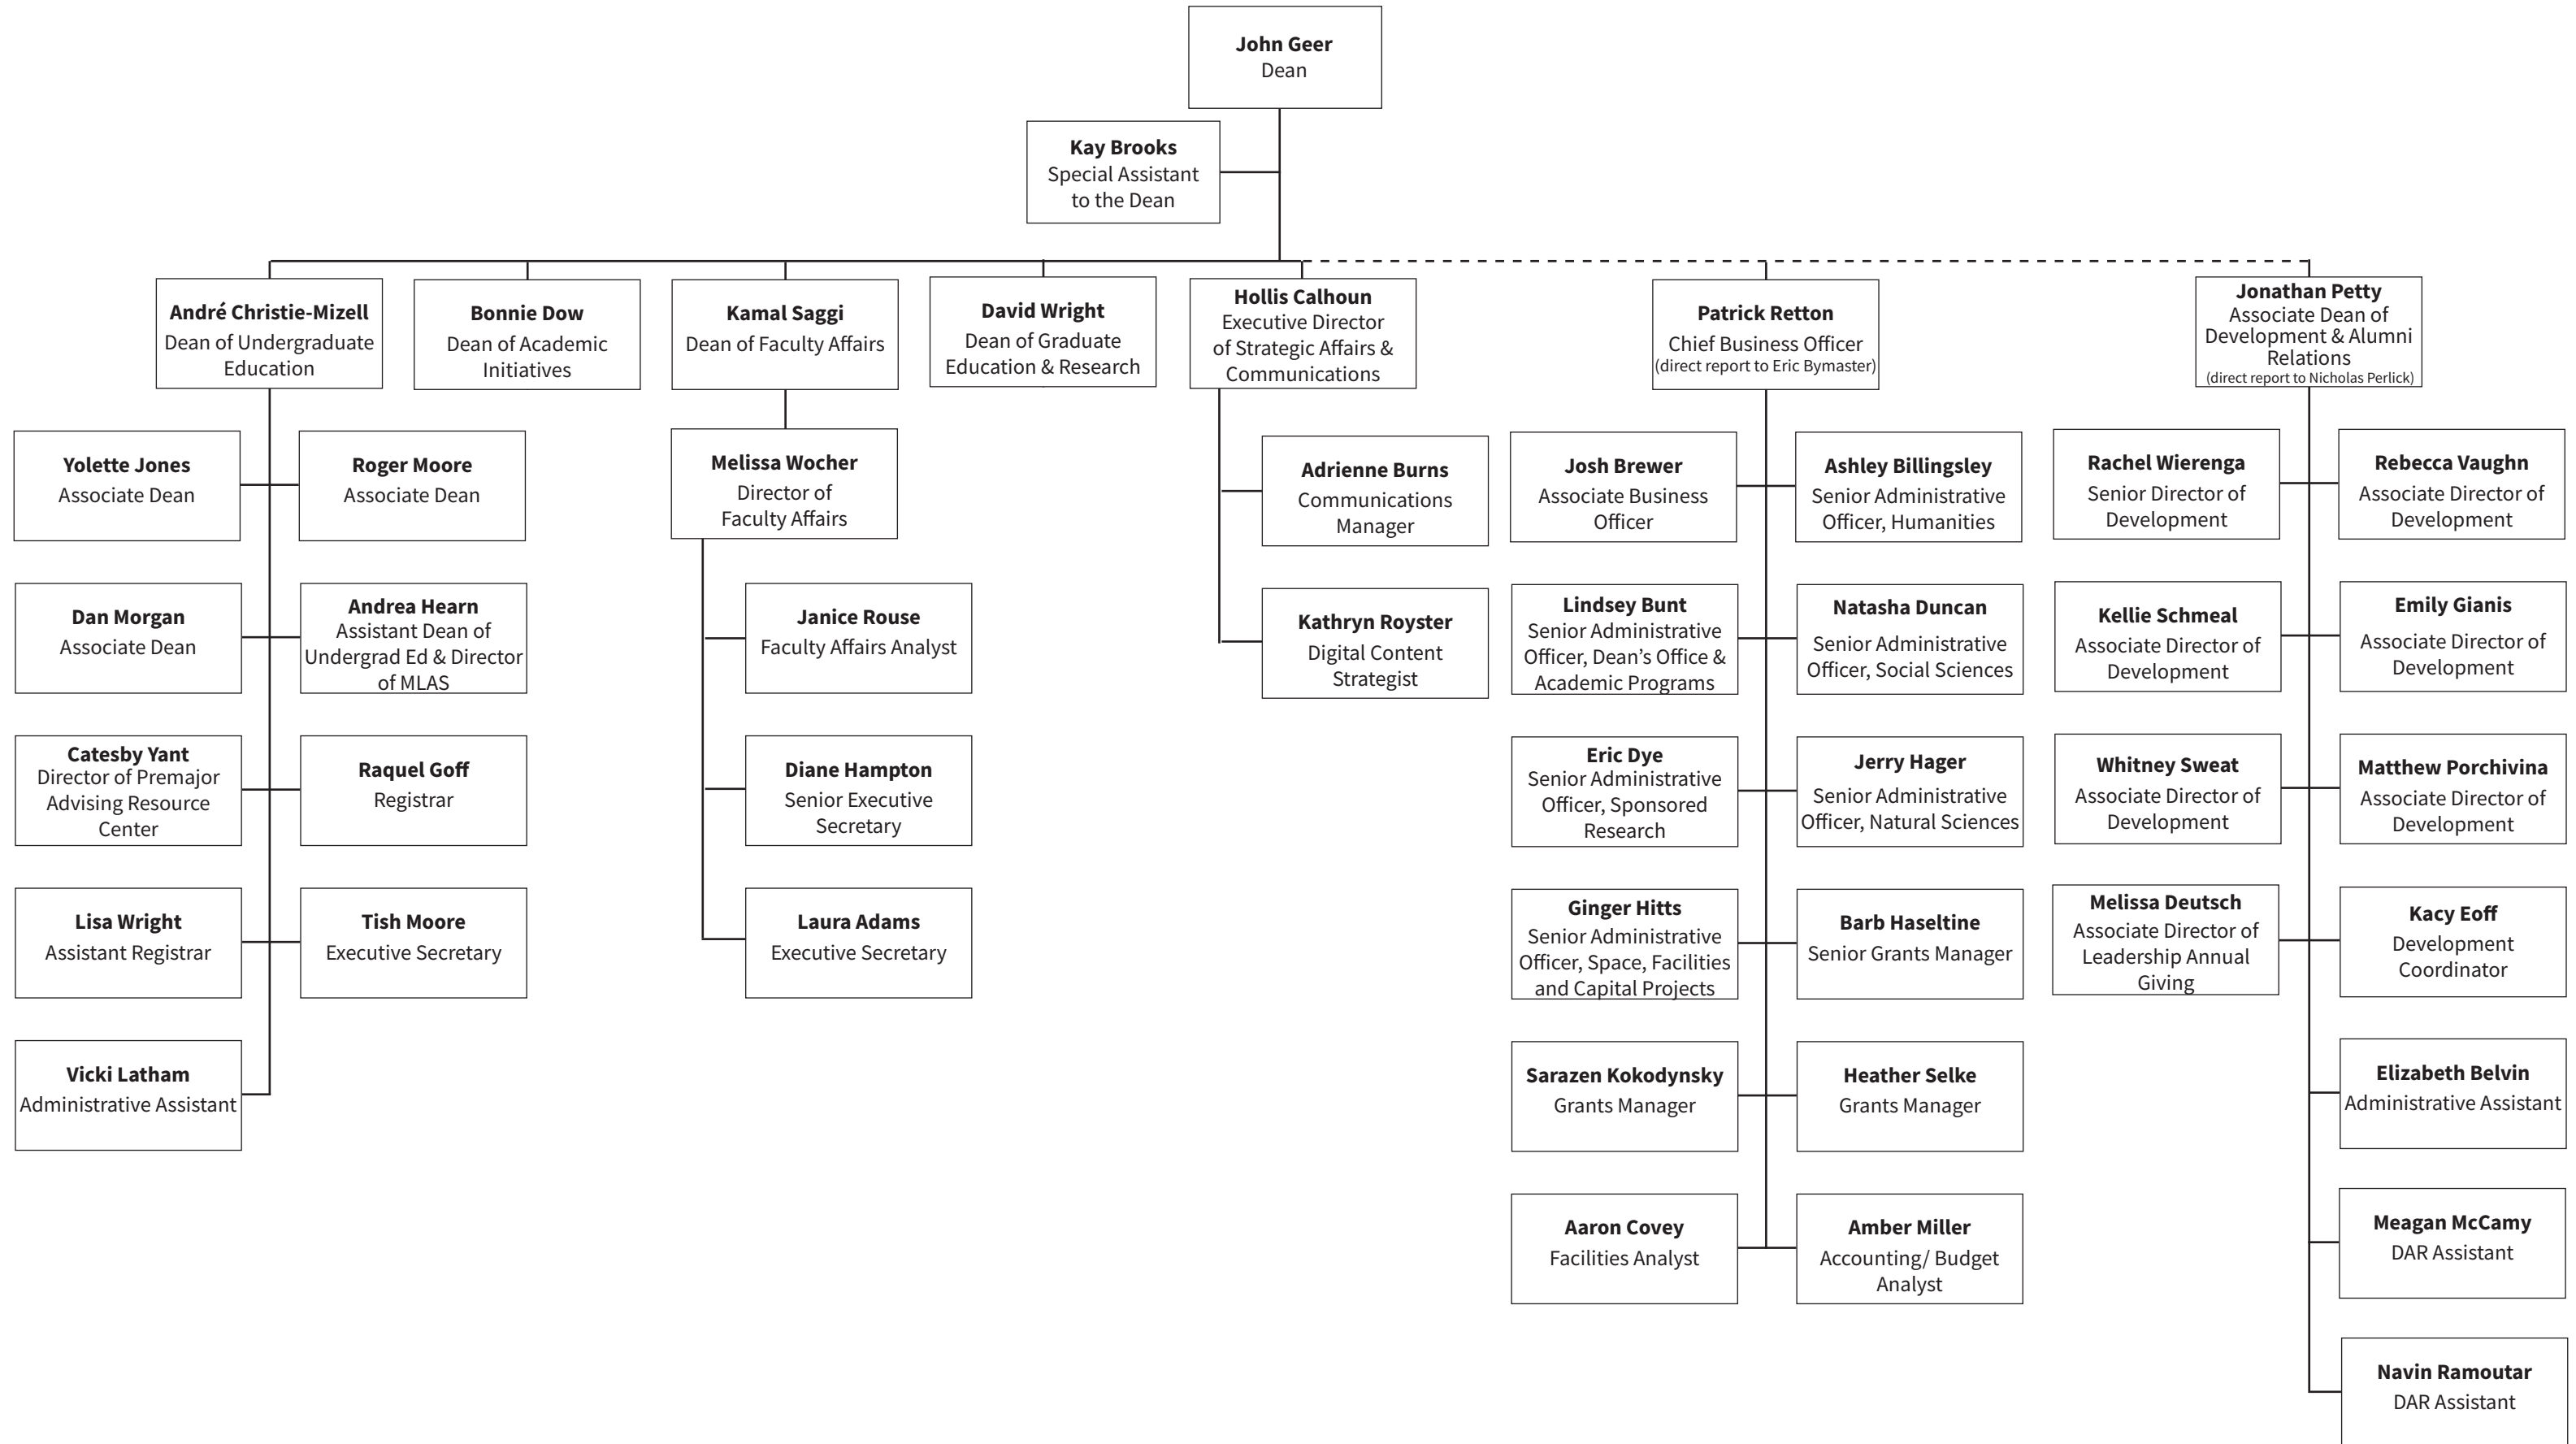 John Geer
Dean
Kay Brooks
Special Assistant
to the Dean
André Christie-Mizell
Dean of Undergraduate
Education
Bonnie Dow
Dean of Academic
Initiatives
Kamal Saggi
Dean of Faculty Affairs
David Wright
Dean of Graduate
Education & Research
Hollis Calhoun
Executive Director
of Strategic Affairs &
Communications
Patrick Retton
Chief Business Officer
(direct report to Eric Bymaster)
Jonathan Petty
Associate Dean of
Development & Alumni
Relations
(direct report to Nicholas Perlick)
Yolette Jones
Associate Dean
Roger Moore
Associate Dean
Dan Morgan
Associate Dean
Andrea Hearn
Assistant Dean of
Undergrad Ed & Director
of MLAS
Catesby Yant
Director of Premajor
Advising Resource
Center
Raquel Goff
Registrar
Lisa Wright
Assistant Registrar
Tish Moore
Executive Secretary
Vicki Latham
Administrative Assistant
Melissa Wocher
Director of
Faculty Affairs
Janice Rouse
Faculty Affairs Analyst
Diane Hampton
Senior Executive
Secretary
Laura Adams
Executive Secretary
Adrienne Burns
Communications
Manager
Kathryn Royster
Digital Content
Strategist
Josh Brewer
Associate Business
Officer
Ashley Billingsley
Senior Administrative
Officer, Humanities
Lindsey Bunt
Senior Administrative
Officer, Dean’s Office &
Academic Programs
Natasha Duncan
Senior Administrative
Officer, Social Sciences
Eric Dye
Senior Administrative
Officer, Sponsored
Research
Jerry Hager
Senior Administrative
Officer, Natural Sciences
Ginger Hitts
Senior Administrative
Officer, Space, Facilities
and Capital Projects
Barb Haseltine
Senior Grants Manager
Sarazen Kokodynsky
Grants Manager
Heather Selke
Grants Manager
Aaron Covey
Facilities Analyst
Amber Miller
Accounting/ Budget
Analyst
Rachel Wierenga
Senior Director of
Development
Rebecca Vaughn
Associate Director of
Development
Kellie Schmeal
Associate Director of
Development
Emily Gianis
Associate Director of
Development
Whitney Sweat
Associate Director of
Development
Matthew Porchivina
Associate Director of
Development
Melissa Deutsch
Associate Director of
Leadership Annual
Giving
Kacy Eoff
Development
Coordinator
Elizabeth Belvin
Administrative Assistant
Meagan McCamy
DAR Assistant
Navin Ramoutar
DAR Assistant